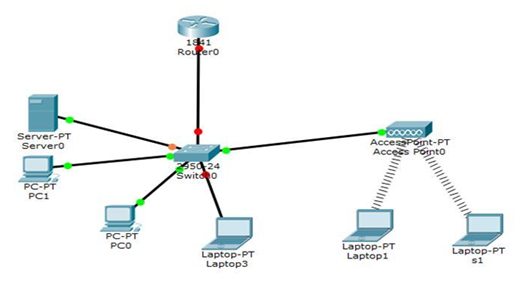 1841
Router0
Server-PT
Server0
PC-PT
PC1
2950-24
Switch0
PC-PT
PC0
Laptop-PT
Laptop3
AccessPoint-PT
Access Point0
Laptop-PT
Laptop1
Laptop-PT
s1